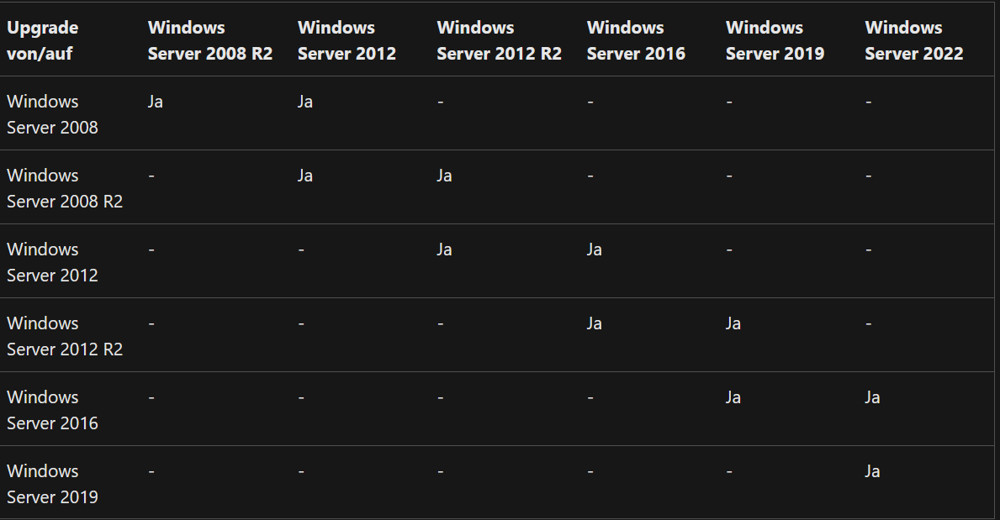 Upgrade von/auf Windows Server 2008 R2 Windows Server 2012 Windows Server 2012 R2 Windows Server 2016 Windows Server 2019 Windows Server 2022
Windows Server 2008 Ja Ja - - - -
Windows Server 2008 R2 - Ja Ja - - -
Windows Server 2012 - - Ja Ja - -
Windows Server 2012 R2 - - - Ja Ja -
Windows Server 2016 - - - - Ja Ja
Windows Server 2019 - - - - - Ja